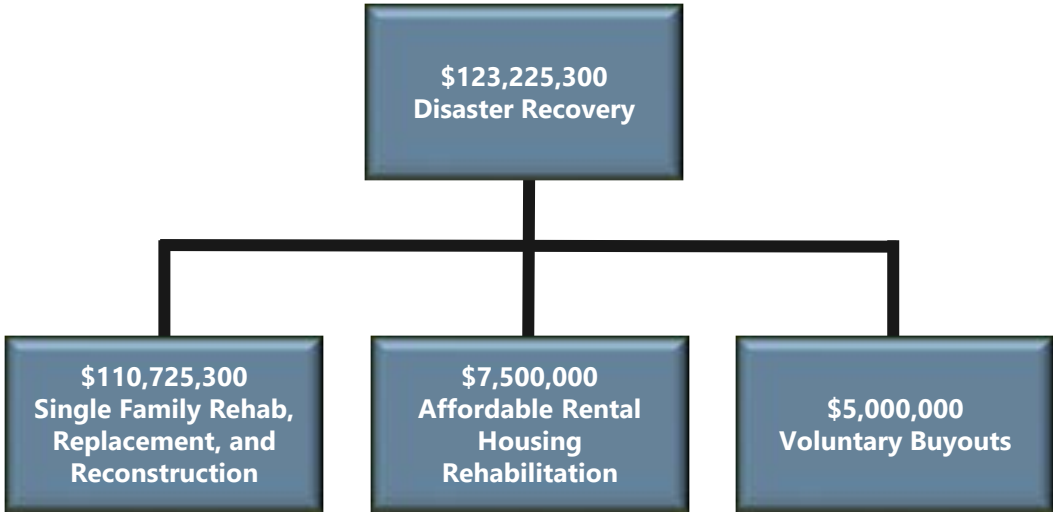 $123,225,300
Disaster Recovery
$110,725,300
Single Family Rehab,
Replacement, and
Reconstruction
$7,500,000
Affordable Rental
Housing
Rehabilitation
$5,000,000
Voluntary Buyouts